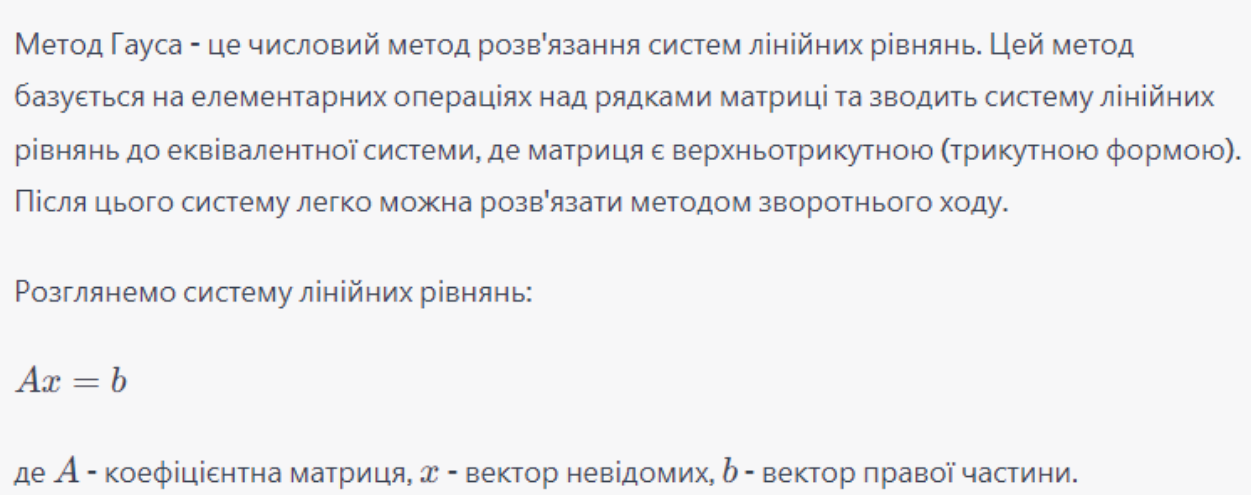 Метод Гауса - це числовий метод розв'язання систем лінійних рівнянь. Цей метод
базується на елементарних операціях над рядками матриці та зводить систему лінійних
рівнянь до еквівалентної системи, де матриця є верхньотрикутною (трикутною формою).
Після цього систему легко можна розв'язати методом зворотнього ходу.
Розглянемо систему лінійних рівнянь:
Ax = b
де A - коефіцієнтна матриця, x - вектор невідомих, b - вектор правої частини.